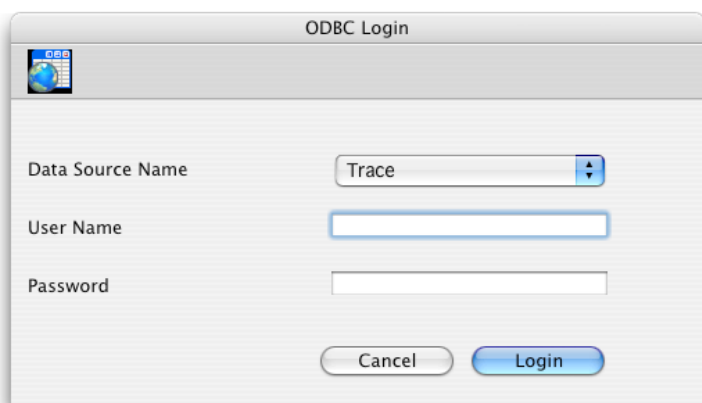 ODBC Login
Data Source Name Trace
User Name
Password
Cancel Login